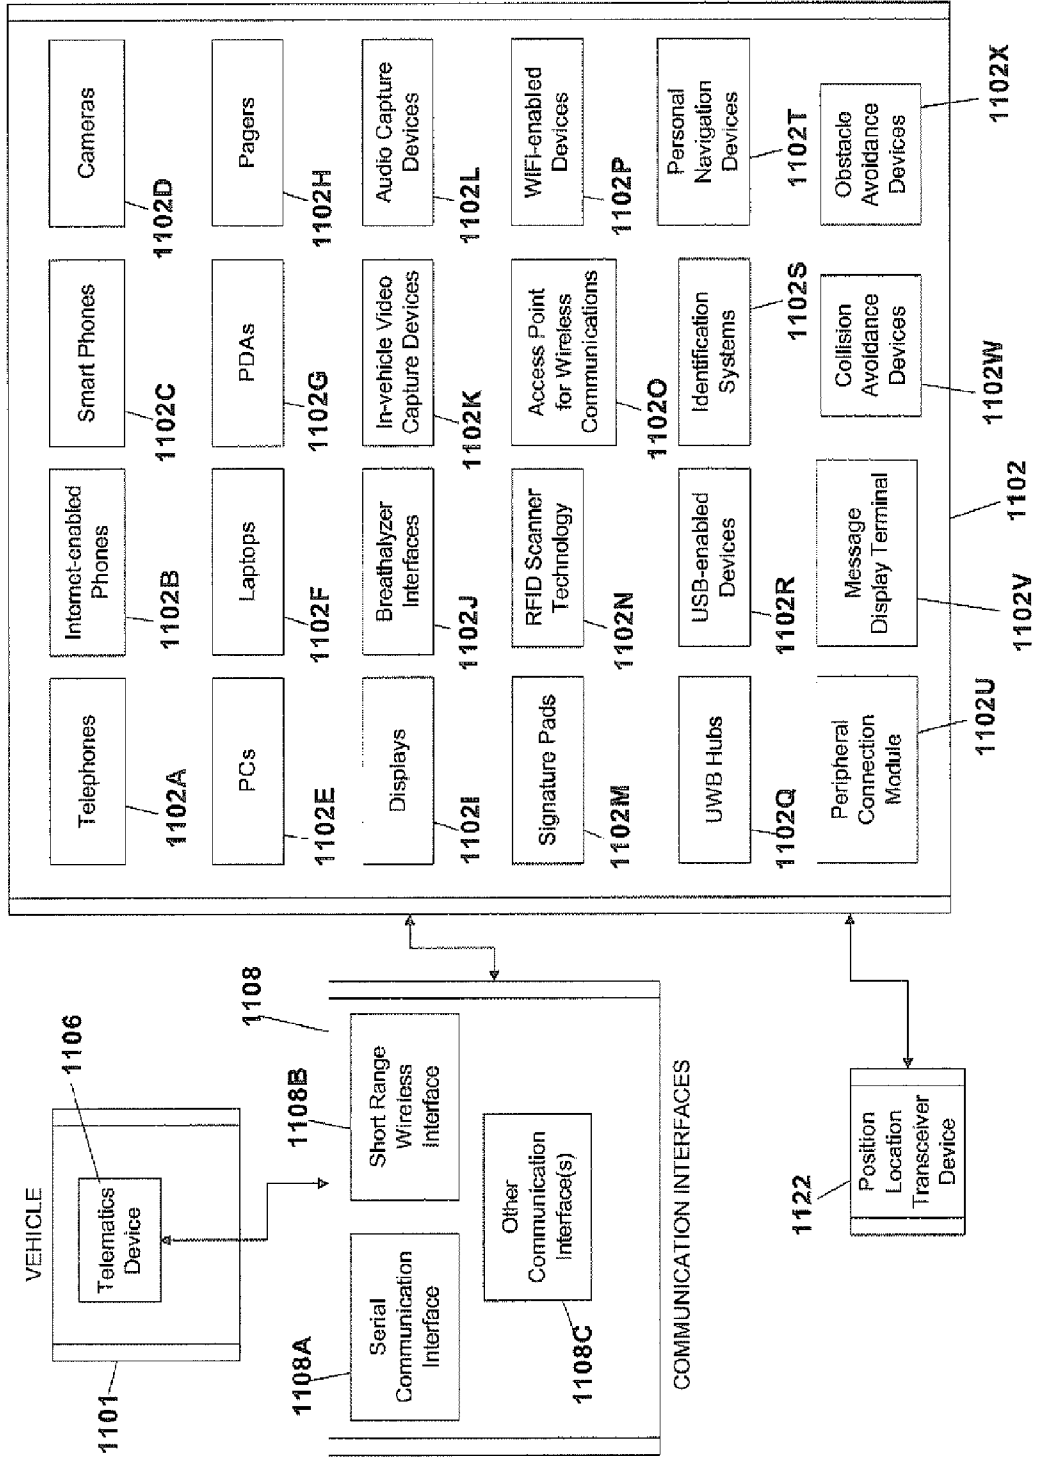 VEHICLE
Telematics
Device
1106
1101
Serial
Communication
Interface
1108A
Short Range
Wireless
Interface
1108B
1108
Other
Communication
Interface(s)
1108C
COMMUNICATION INTERFACES
Position
Location
Transceiver
Device
1122
Telephones
1102A
Internet-enabled
Phones
1102B
Smart Phones
1102C
Cameras
1102D
PCs
1102E
Laptops
1102F
PDAs
1102G
Pagers
1102H
Displays
1102I
Breathalyzer
Interfaces
1102J
In-vehicle Video
Capture Devices
1102K
Audio Capture
Devices
1102L
Signature Pads
1102M
RFID Scanner
Technology
1102N
Access Point
for Wireless
Communications
1102O
WiFi-enabled
Devices
1102P
UWB Hubs
1102Q
USB-enabled
Devices
1102R
Identification
Systems
1102S
Personal
Navigation
Devices
1102T
Peripheral
Connection
Module
1102U
Message
Display Terminal
1102V
Collision
Avoidance
Devices
1102W
Obstacle
Avoidance
Devices
1102X
1102